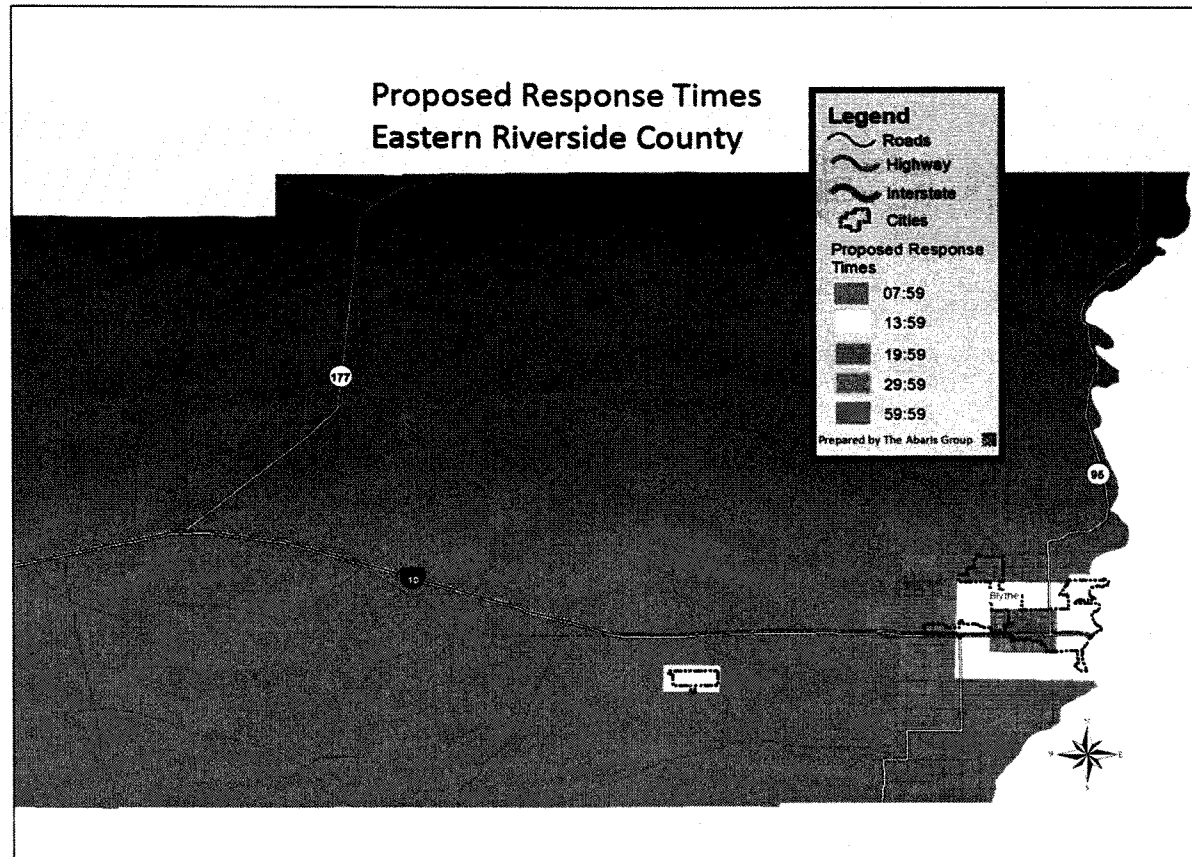 Proposed Response Times
Eastern Riverside County
Legend
Roads
Highway
Interstate
Cities
Proposed Response
Times
07:59
13:59
19:59
29:59
59:59
Prepared by The Abaris Group
177
95
10
Blythe
N
E
S